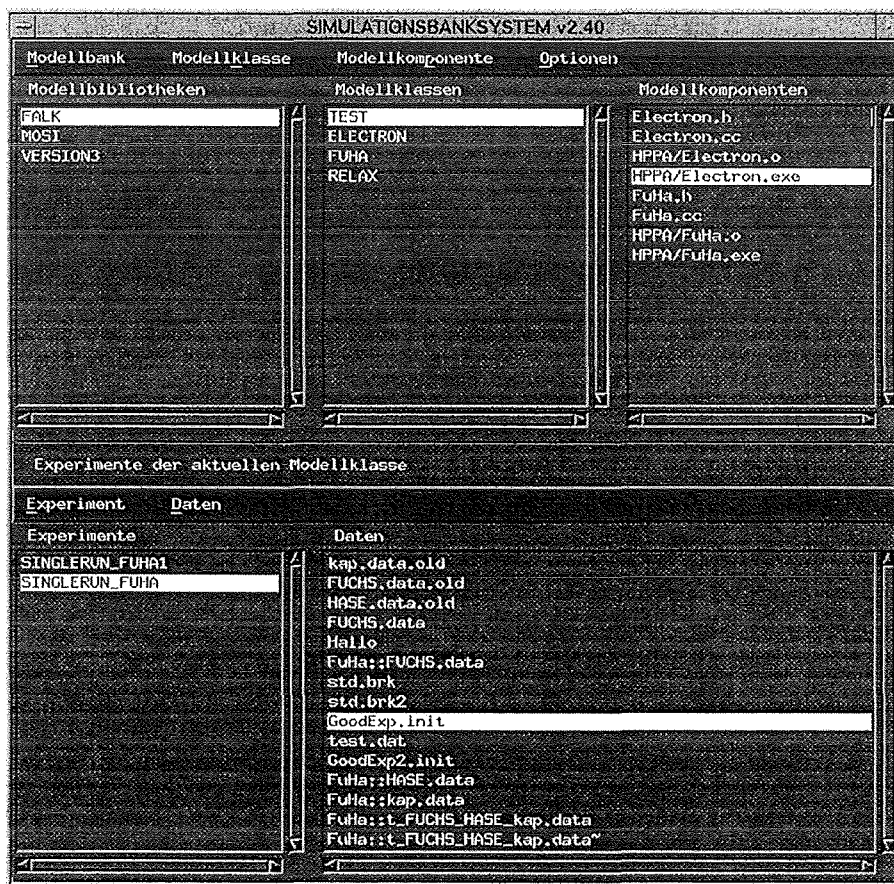 SIMULATIONSBANKSYSTEM v2.40
Modellbank Modellklasse Modellkomponente Optionen
Modellbibliotheken Modellklassen Modellkomponenten
FALK
MOSI
VERSION3
TEST
ELECTRON
FUHA
RELAX
Electron.h
Electron.cc
HPPA/Electron.o
HPPA/Electron.exe
FuHa.h
FuHa.cc
HPPA/FuHa.o
HPPA/FuHa.exe
Experimente der aktuellen Modellklasse
Experiment Daten
Experimente Daten
SINGLERUN_FUHA1
SINGLERUN_FUHA
kap.data.old
FUCHS.data.old
HASE.data.old
FUCHS.data
Hallo
FuHa::FUCHS.data
std.brk
std.brk2
GoodExp.init
test.dat
GoodExp2.init
FuHa::HASE.data
FuHa::kap.data
FuHa::t_FUCHS_HASE_kap.data
FuHa::t_FUCHS_HASE_kap.data~